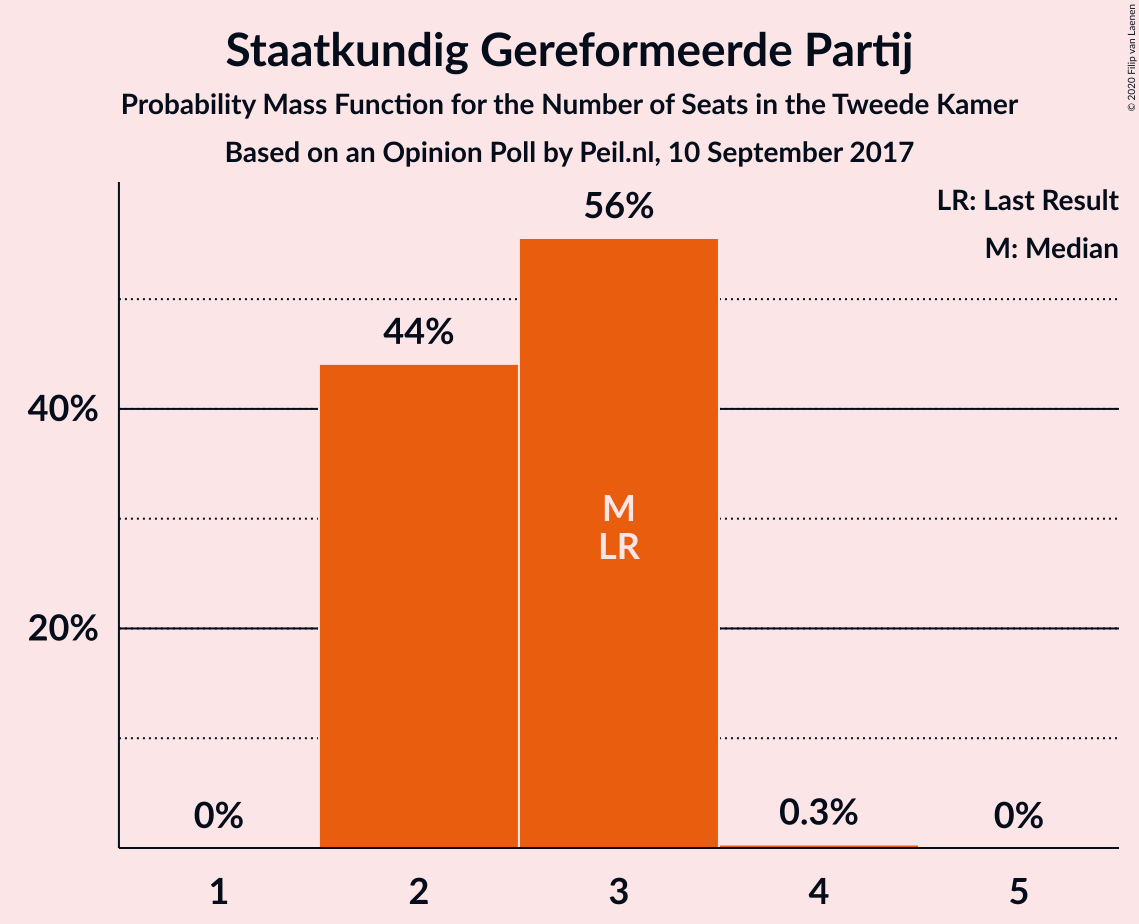 Staatkundig Gereformeerde Partij
Probability Mass Function for the Number of Seats in the Tweede Kamer
Based on an Opinion Poll by Peil.nl, 10 September 2017
© 2020 Filip van Laenen
LR: Last Result
M: Median
56%
44%
40%
M
LR
20%
0%
0.3%
0%
1
2
3
4
5